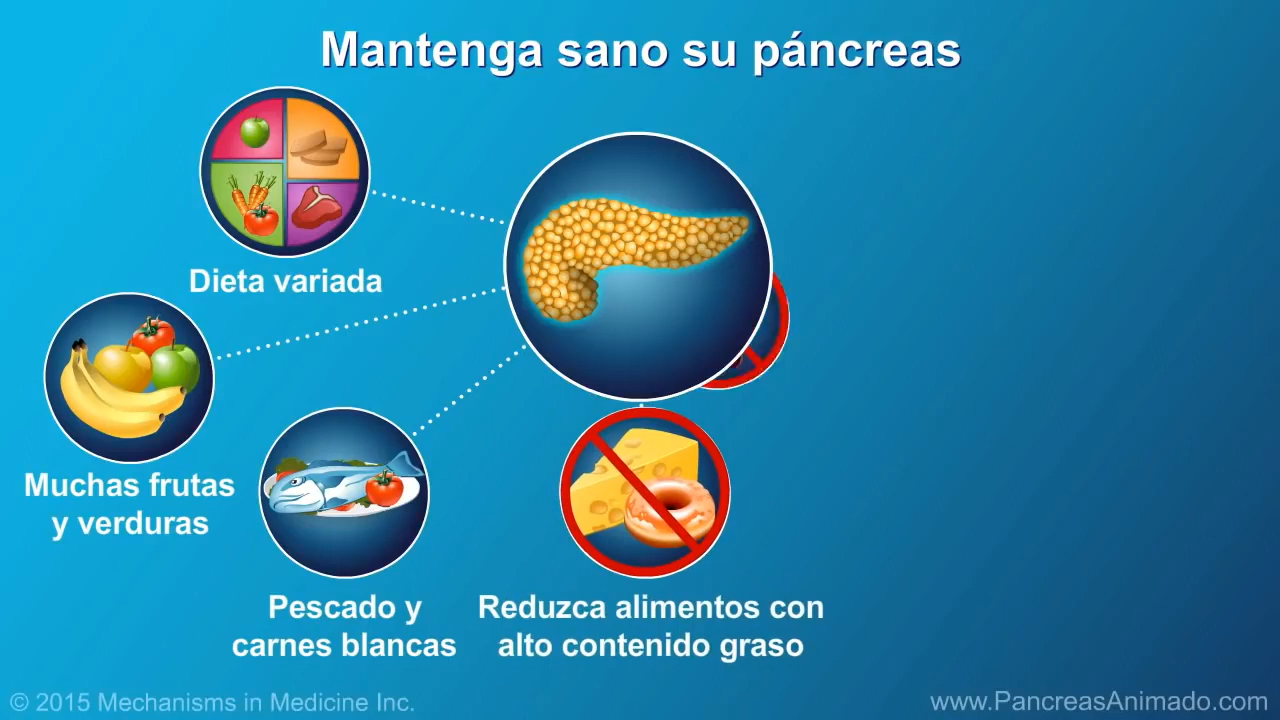 Mantenga sano su páncreas
Dieta variada
Muchas frutas
y verduras
Pescado y
carnes blancas
Reduzca alimentos con
alto contenido graso
© 2015 Mechanisms in Medicine Inc.
www.PancreasAnimado.com